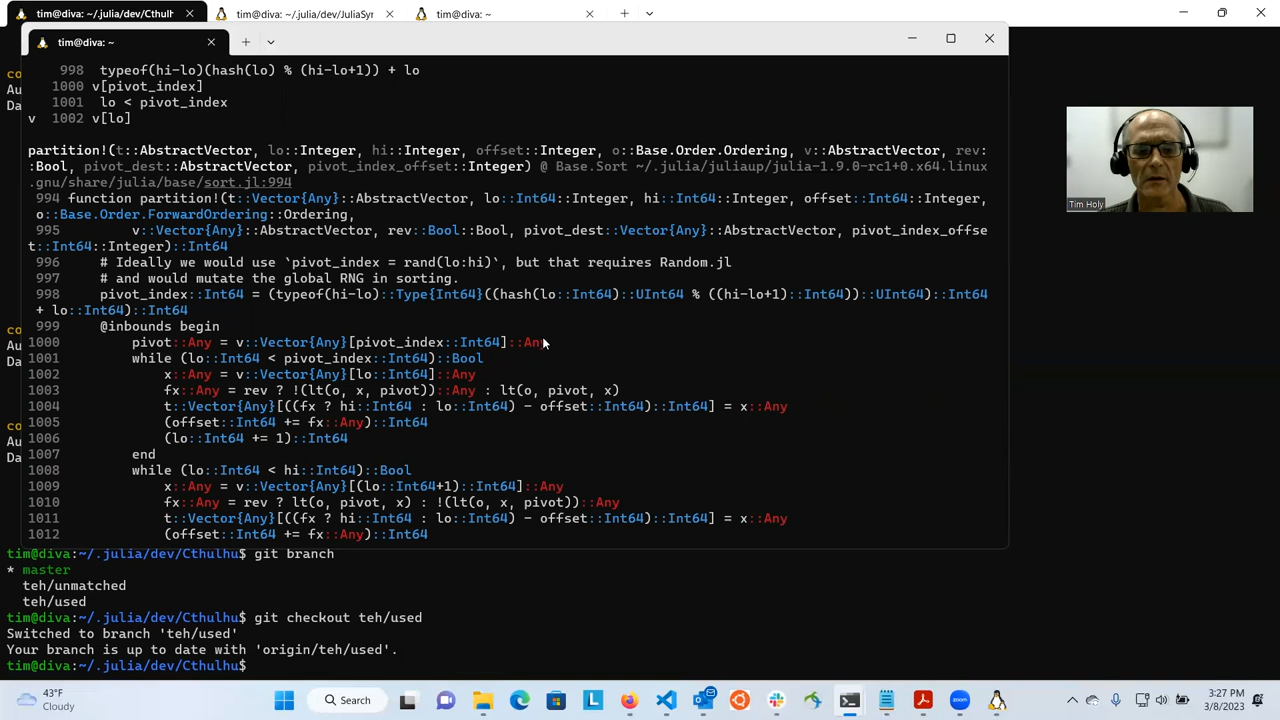 tim@diva: ~/.julia/dev/Cthulh
tim@diva: ~/.julia/dev/JuliaSyr
tim@diva: ~
tim@diva: ~
998 typeof(hi-lo)(hash(lo) % (hi-lo+1)) + lo
1000 v[pivot_index]
1001 lo < pivot_index
v 1002 v[lo]
partition!(t::AbstractVector, lo::Integer, hi::Integer, offset::Integer, o::Base.Order.Ordering, v::AbstractVector, rev:
:Bool, pivot_dest::AbstractVector, pivot_index_offset::Integer) @ Base.Sort ~/.julia/juliaup/julia-1.9.0-rc1+0.x64.linux
.gnu/share/julia/base/sort.jl:994
994 function partition!(t::Vector{Any}::AbstractVector, lo::Int64::Integer, hi::Int64::Integer, offset::Int64::Integer,
o::Base.Order.ForwardOrdering::Ordering,
995 v::Vector{Any}::AbstractVector, rev::Bool::Bool, pivot_dest::Vector{Any}::AbstractVector, pivot_index_offse
t::Int64::Integer)::Int64
996 # Ideally we would use `pivot_index = rand(lo:hi)`, but that requires Random.jl
997 # and would mutate the global RNG in sorting.
998 pivot_index::Int64 = (typeof(hi-lo)::Type{Int64}((hash(lo::Int64)::UInt64 % ((hi-lo+1)::Int64))::UInt64)::Int64
+ lo::Int64)::Int64
999 @inbounds begin
1000 pivot::Any = v::Vector{Any}[pivot_index::Int64]::Any
1001 while (lo::Int64 < pivot_index::Int64)::Bool
1002 x::Any = v::Vector{Any}[lo::Int64]::Any
1003 fx::Any = rev ? !(lt(o, x, pivot))::Any : lt(o, pivot, x)
1004 t::Vector{Any}[((fx ? hi::Int64 : lo::Int64) - offset::Int64)::Int64] = x::Any
1005 (offset::Int64 += fx::Any)::Int64
1006 (lo::Int64 += 1)::Int64
1007 end
1008 while (lo::Int64 < hi::Int64)::Bool
1009 x::Any = v::Vector{Any}[(lo::Int64+1)::Int64]::Any
1010 fx::Any = rev ? lt(o, pivot, x) : !(lt(o, x, pivot))::Any
1011 t::Vector{Any}[((fx ? hi::Int64 : lo::Int64) - offset::Int64)::Int64] = x::Any
1012 (offset::Int64 += fx::Any)::Int64
co
Au
Da
co
Au
Da
co
Au
Da
tim@diva:~/.julia/dev/Cthulhu$ git branch
* master
teh/unmatched
teh/used
tim@diva:~/.julia/dev/Cthulhu$ git checkout teh/used
Switched to branch 'teh/used'
Your branch is up to date with 'origin/teh/used'.
tim@diva:~/.julia/dev/Cthulhu$
Tim Holy
43°F
Cloudy
Search
3:27 PM
3/8/2023